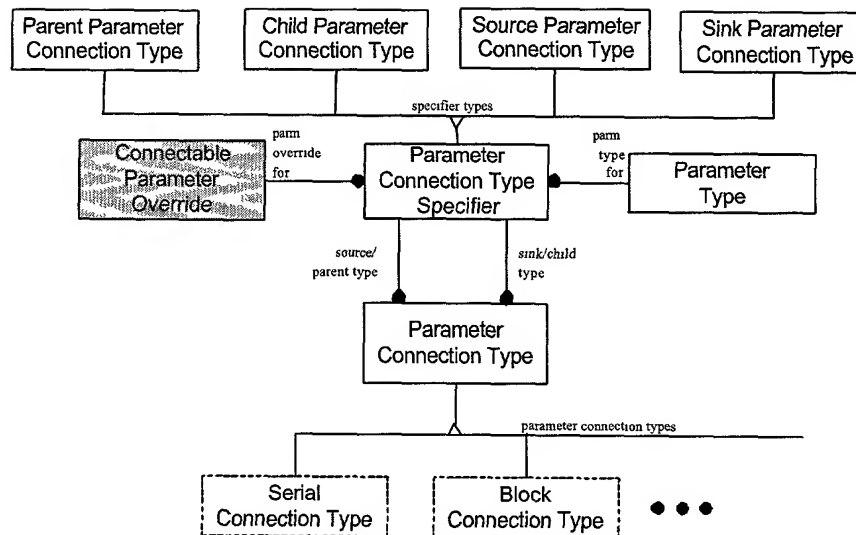 Parent Parameter
Connection Type
Child Parameter
Connection Type
Source Parameter
Connection Type
Sink Parameter
Connection Type
specifier types
Connectable
Parameter
Override
parm
override
for
Parameter
Connection Type
Specifier
parm
type
for
Parameter
Type
source/
parent type
sink/child
type
Parameter
Connection Type
parameter connection types
Serial
Connection Type
Block
Connection Type